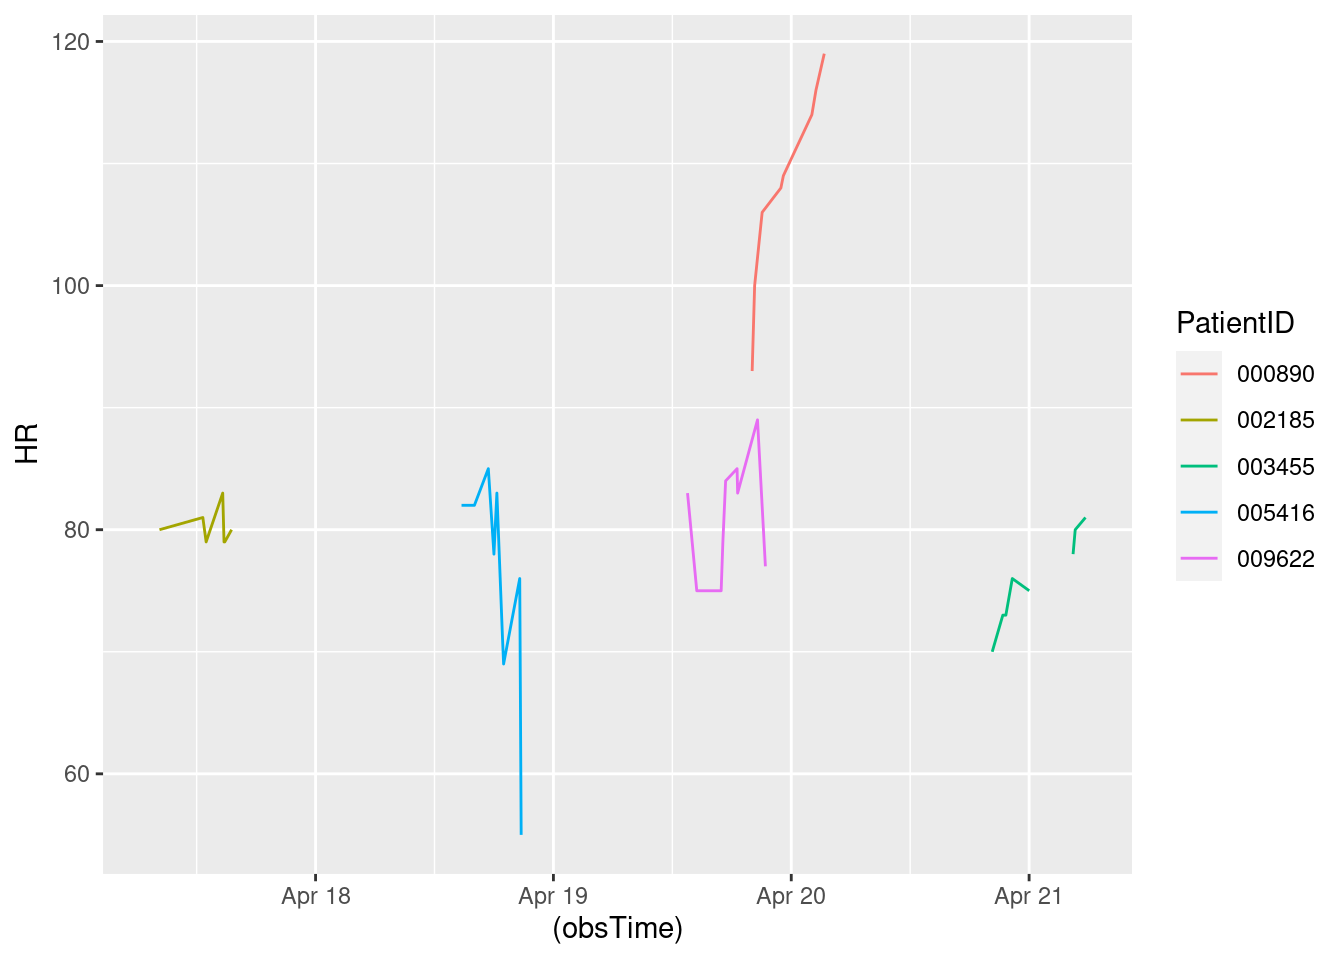 120
100
80
60
HR
Apr 18
Apr 19
Apr 20
Apr 21
(obsTime)
PatientID
000890
002185
003455
005416
009622